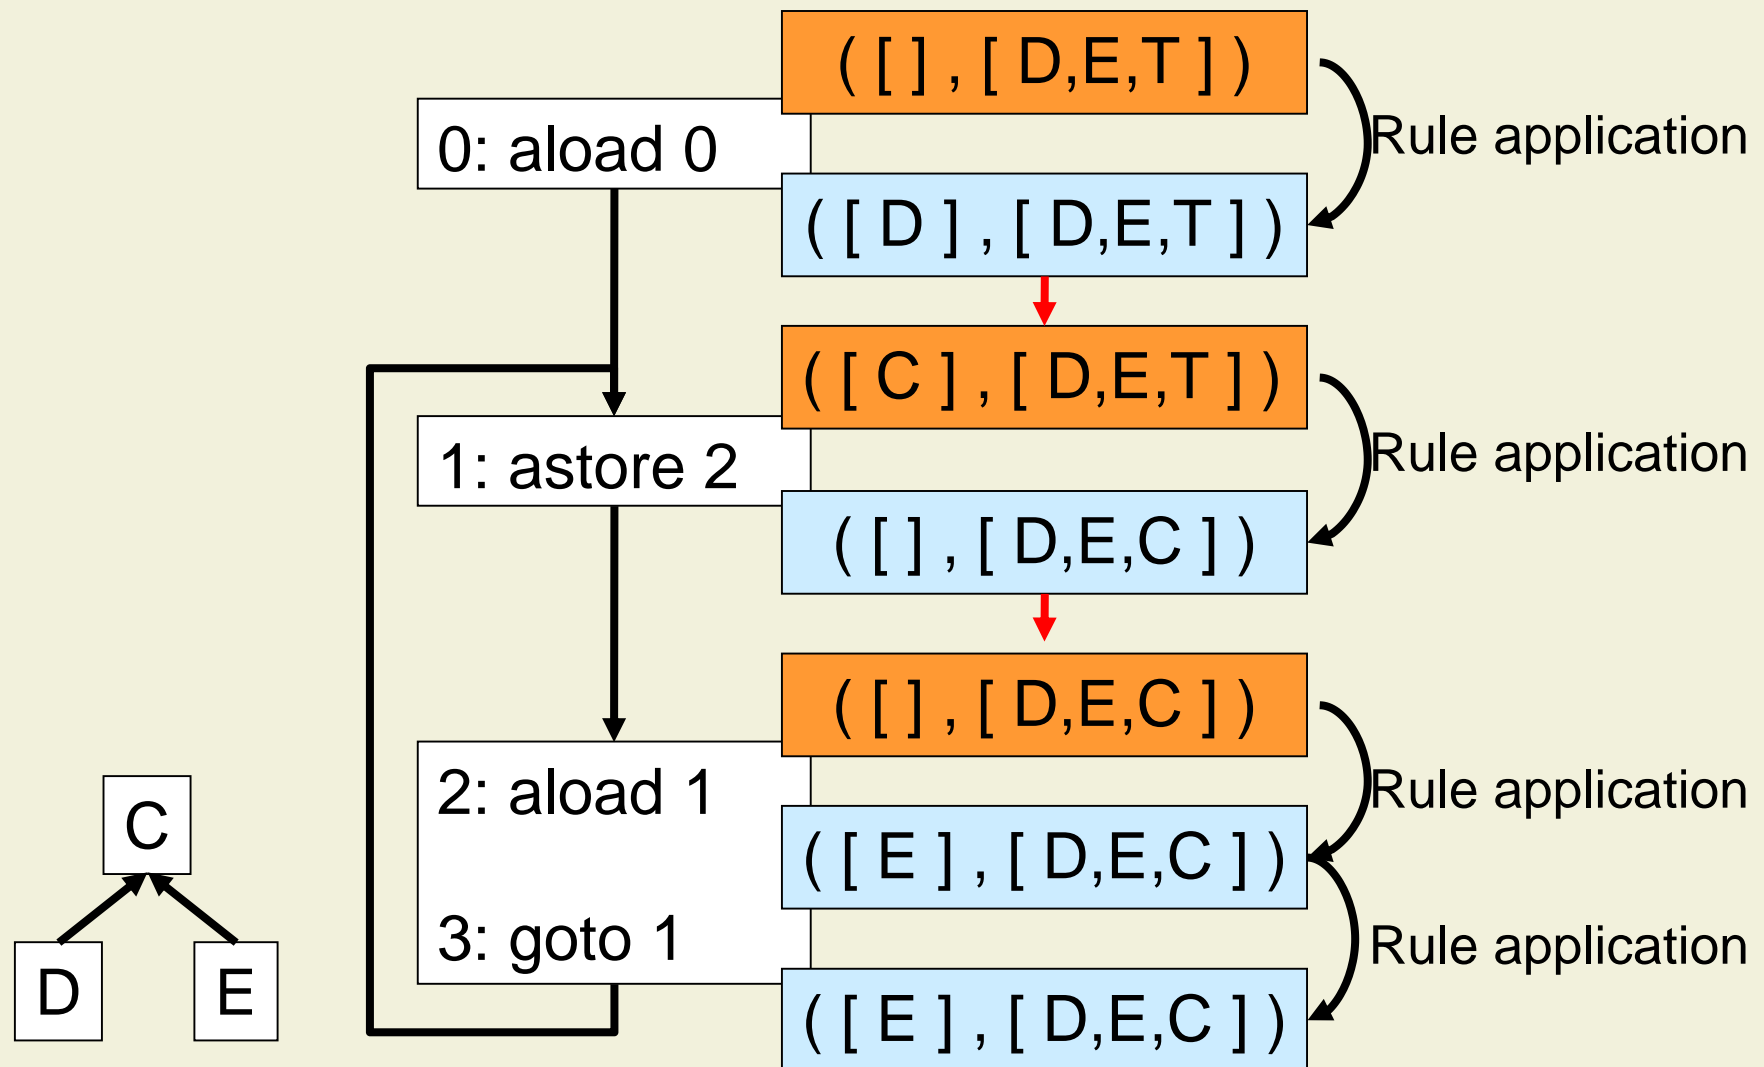 ( [ ] , [ D,E,T ] )
0: aload 0
Rule application
( [ D ] , [ D,E,T ] )
( [ C ] , [ D,E,T ] )
1: astore 2
Rule application
( [ ] , [ D,E,C ] )
( [ ] , [ D,E,C ] )
2: aload 1
Rule application
C
( [ E ] , [ D,E,C ] )
3: goto 1
Rule application
D
E
( [ E ] , [ D,E,C ] )